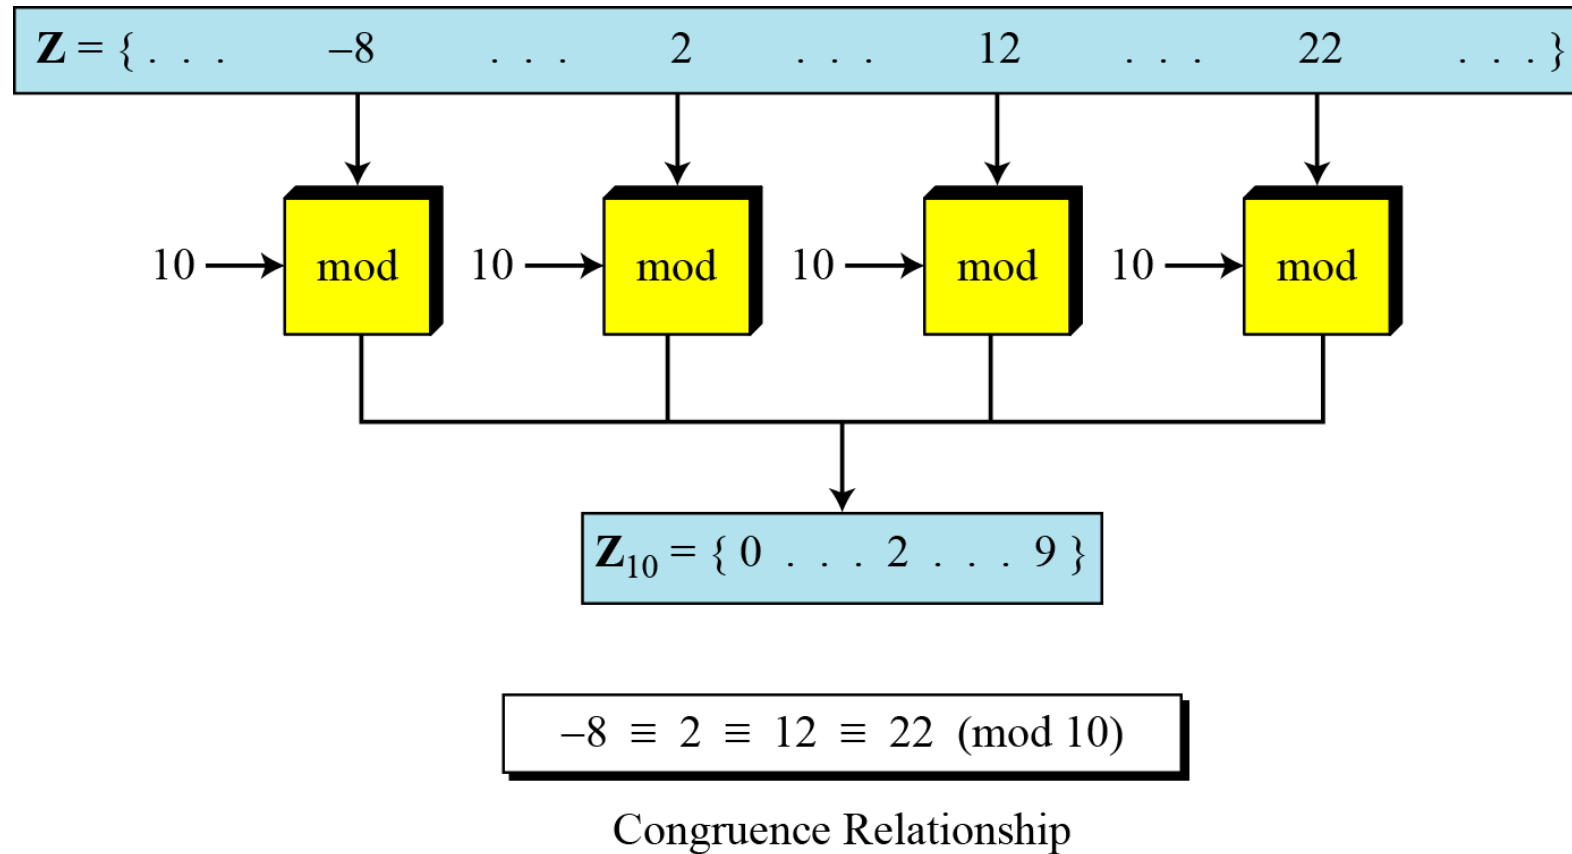 Z = { . . . –8 . . . 2 . . . 12 . . . 22 . . . }
10 mod 10 mod 10 mod 10 mod
Z10 = { 0 . . . 2 . . . 9 }
–8 ≡ 2 ≡ 12 ≡ 22 (mod 10)
Congruence Relationship